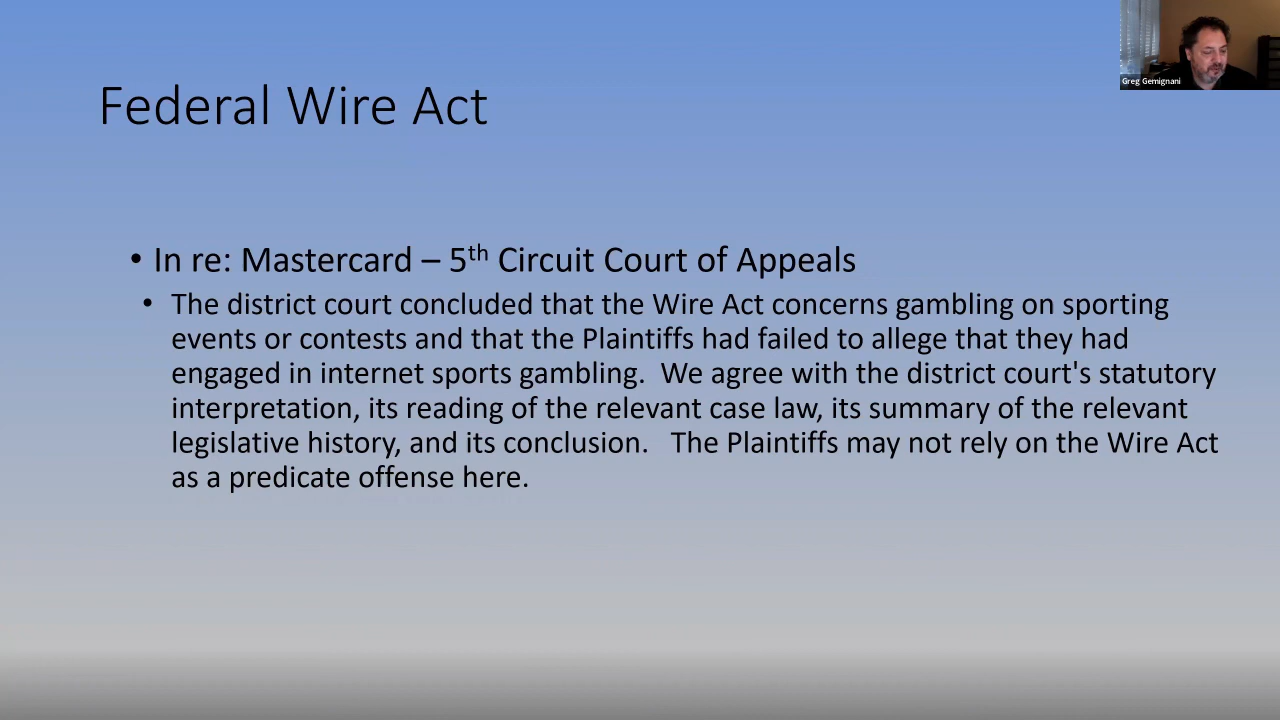 Greg Gemignani
Federal Wire Act
• In re: Mastercard – 5th Circuit Court of Appeals
• The district court concluded that the Wire Act concerns gambling on sporting
events or contests and that the Plaintiffs had failed to allege that they had
engaged in internet sports gambling.  We agree with the district court's statutory
interpretation, its reading of the relevant case law, its summary of the relevant
legislative history, and its conclusion.   The Plaintiffs may not rely on the Wire Act
as a predicate offense here.